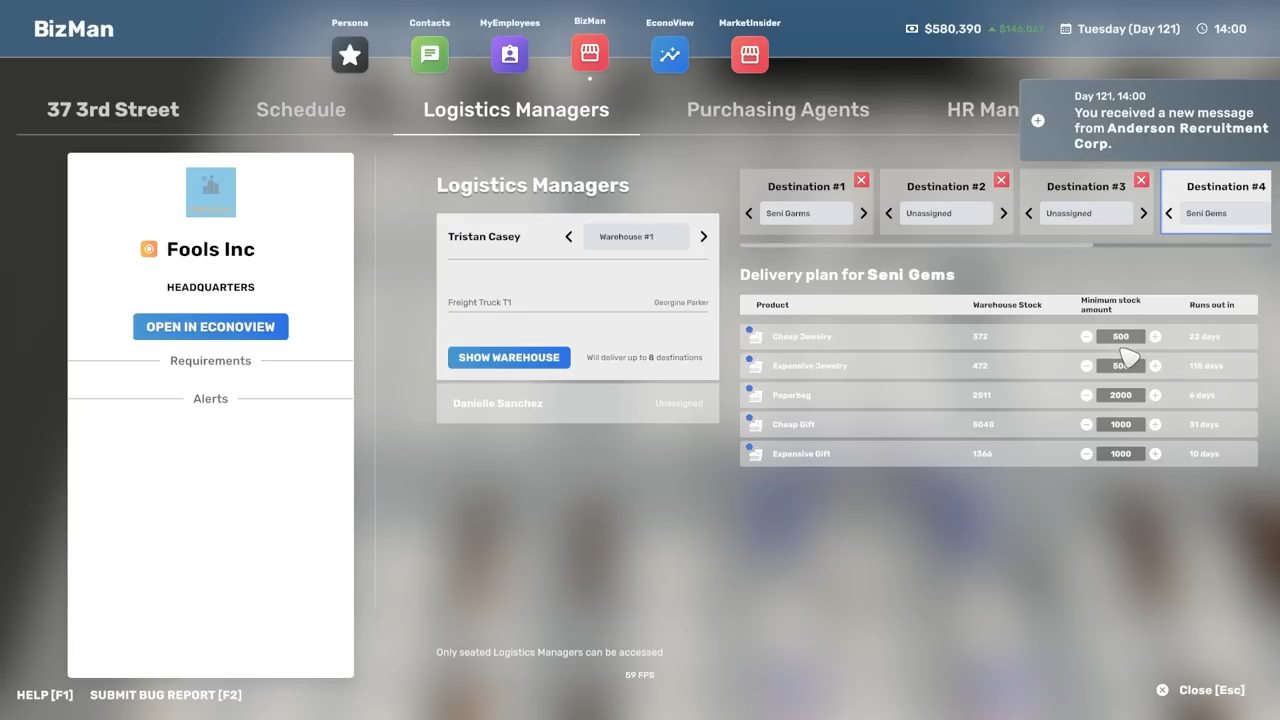 BizMan
Persona
Contacts
MyEmployees
BizMan
EconoView
MarketInsider
$580,390
$146,067
Tuesday (Day 121)
14:00
37 3rd Street
Schedule
Logistics Managers
Purchasing Agents
HR Man
Day 121, 14:00
You received a new message
from Anderson Recruitment
Corp.
Fools Inc
HEADQUARTERS
OPEN IN ECONOVIEW
Requirements
Alerts
Logistics Managers
Tristan Casey
Warehouse #1
Freight Truck T1
Georgina Parker
SHOW WAREHOUSE
Will deliver up to 6 destinations
Danielle Sanchez
Unassigned
Destination #1
Seni Garms
Destination #2
Unassigned
Destination #3
Unassigned
Destination #4
Seni Gems
Delivery plan for Seni Gems
Product
Warehouse Stock
Minimum stock
amount
Runs out in
Cheap Jewelry
372
500
22 days
Expensive Jewelry
472
118 days
Paperbag
2511
2000
6 days
Cheap Gift
5048
1000
31 days
Expensive Gift
1366
1000
10 days
Only seated Logistics Managers can be accessed
59 FPS
HELP [F1]
SUBMIT BUG REPORT [F2]
Close [Esc]